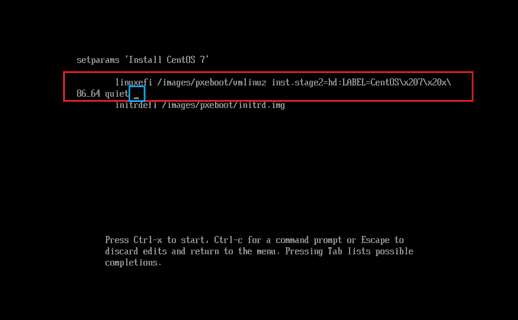 setparams 'Install CentOS 7'
linuxefi /images/pxeboot/vmlinuz inst.stage2=hd:LABEL=CentOS\x207\x20x\
86_64 quiet_
initrdefi /images/pxeboot/initrd.img
Press Ctrl-x to start, Ctrl-c for a command prompt or Escape to
discard edits and return to the menu. Pressing Tab lists possible
completions.